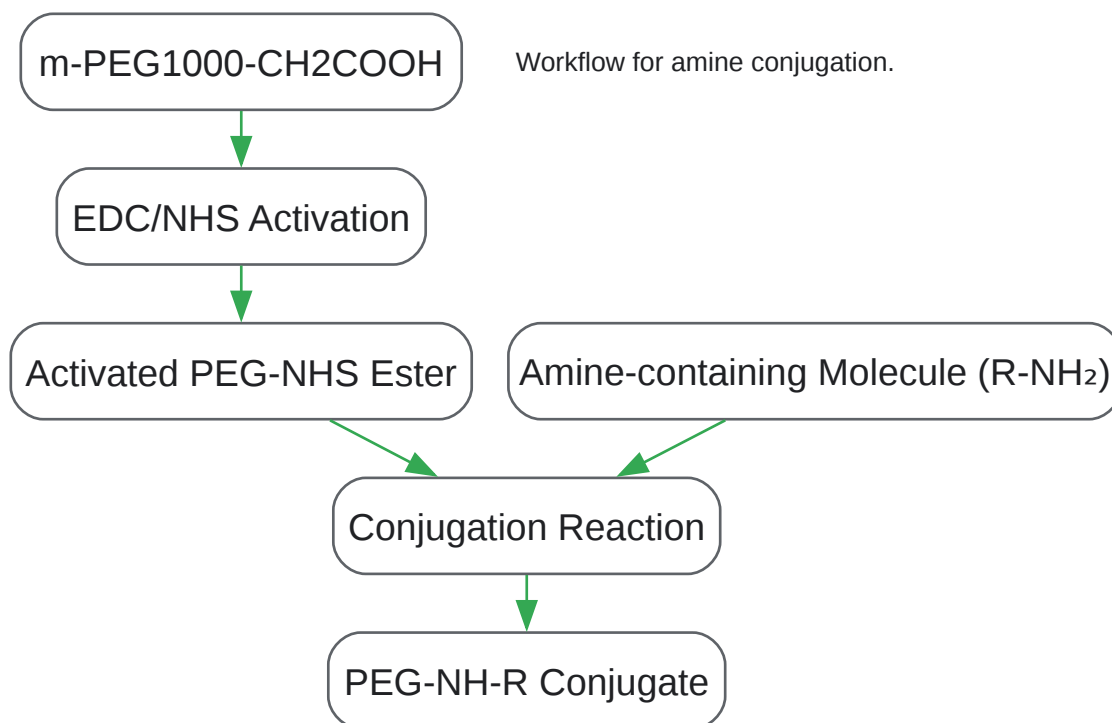 m-PEG1000-CH2COOH
Workflow for amine conjugation.
EDC/NHS Activation
Activated PEG-NHS Ester
Amine-containing Molecule (R-NH₂)
Conjugation Reaction
PEG-NH-R Conjugate